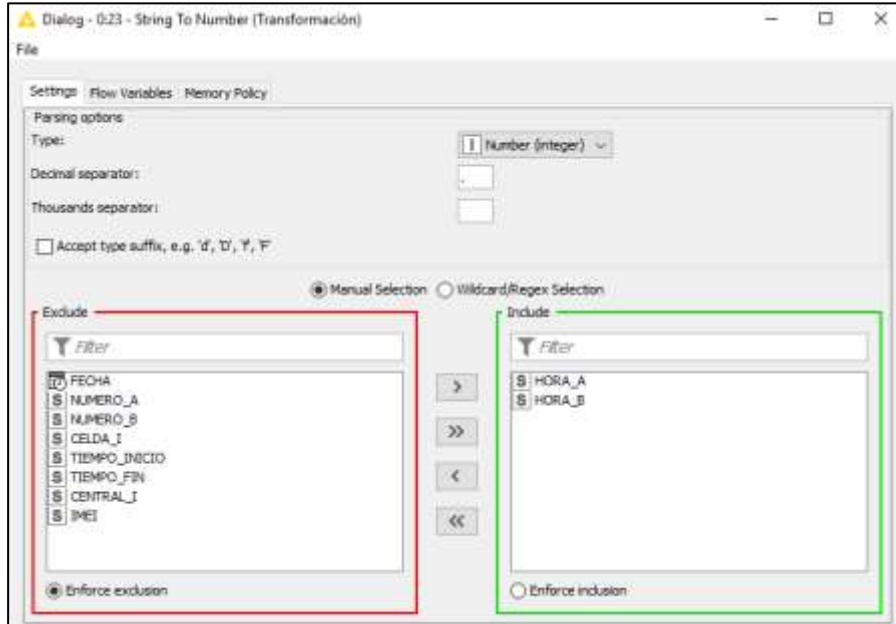 Dialog - 0:23 - String To Number (Transformación)
File
Settings Flow Variables Memory Policy
Parsing options
Type: I Number (integer)
Decimal separator: .
Thousands separator:
Accept type suffix, e.g. 'd', 'D', 'f', 'F'
Manual Selection Wildcard/Regex Selection
Exclude
Filter
FECHA
S NUMERO_A
S NUMERO_B
S CELDA_I
S TIEMPO_INICIO
S TIEMPO_FIN
S CENTRAL_I
S IMEI
Enforce exclusion
>
>>
<
<<
Include
Filter
S HORA_A
S HORA_B
Enforce inclusion